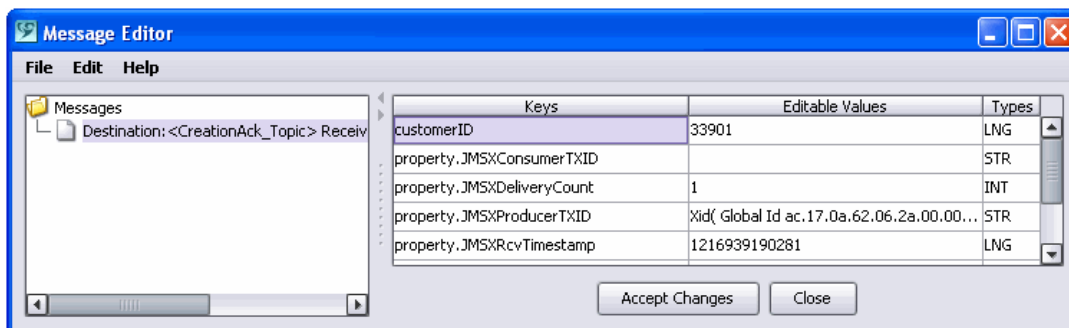 Message Editor
File Edit Help
Messages
Destination:<CreationAck_Topic> Receiv
Keys Editable Values Types
customerID 33901 LNG
property.JMSXConsumerTXID STR
property.JMSXDeliveryCount 1 INT
property.JMSXProducerTXID Xid( Global Id ac.17.0a.62.06.2a.00.00... STR
property.JMSXRcvTimestamp 1216939190281 LNG
Accept Changes Close